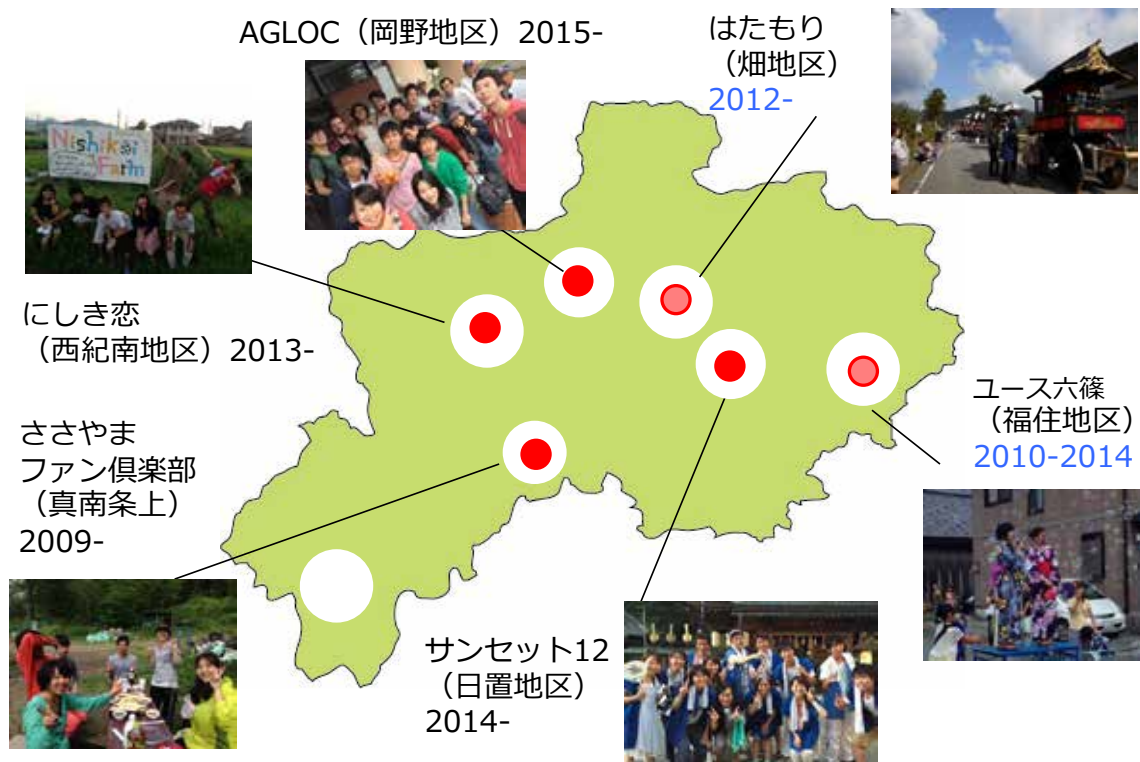 AGLOC（岡野地区）2015-
はたもり
（畑地区）
2012-
Nishikoi
Farm
にしき恋
（西紀南地区）2013-
ささやま
ファン倶楽部
（真南条上）
2009-
ユース六篠
（福住地区）
2010-2014
サンセット12
（日置地区）
2014-